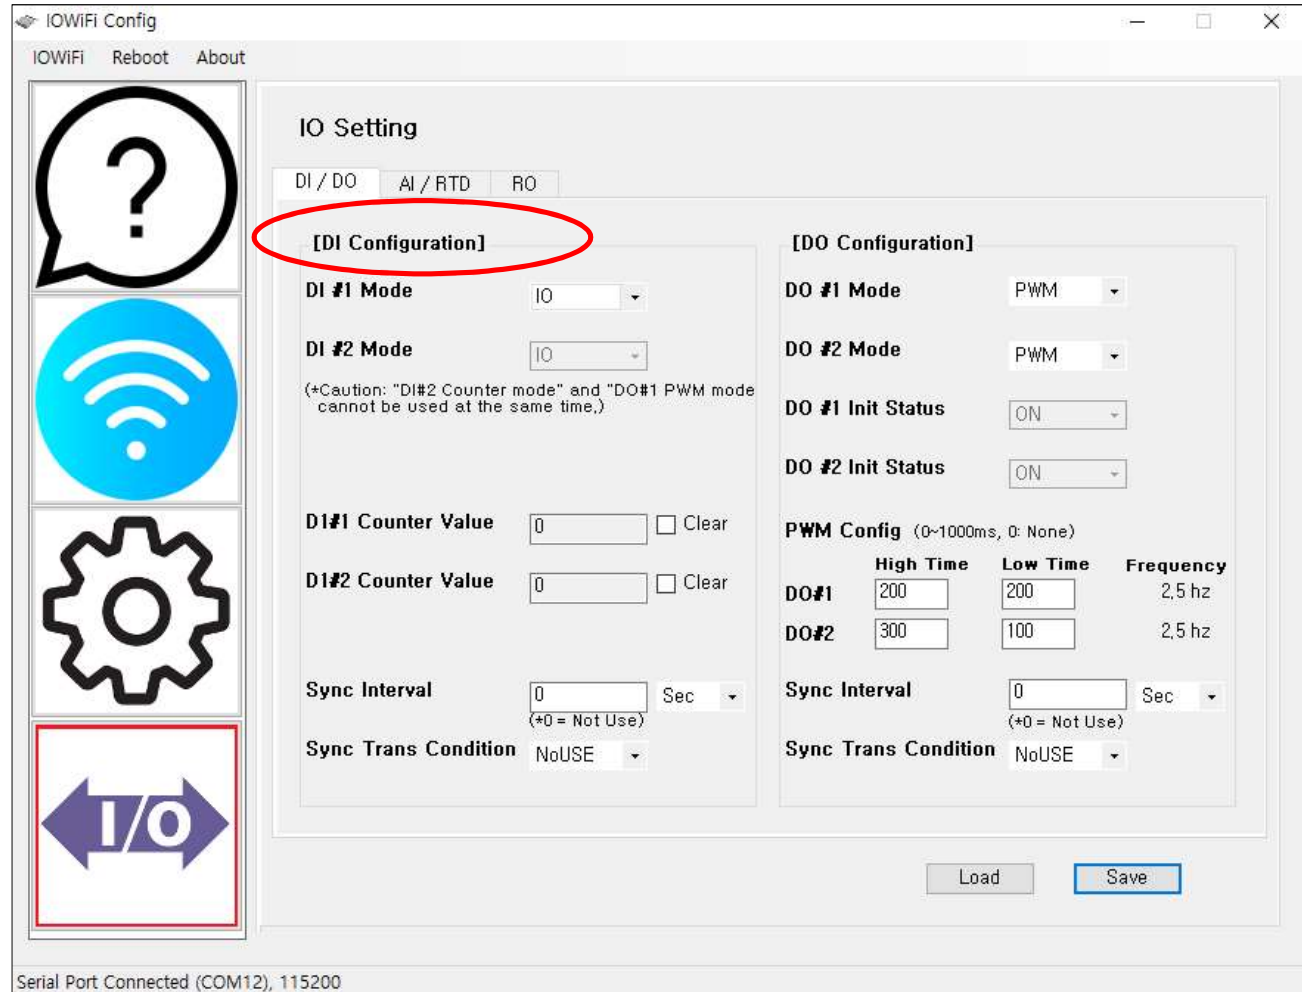 IOWiFi Config
IOWiFi Reboot About
?
IO Setting
DI / DO AI / RTD RO
[DI Configuration]
DI #1 Mode IO
DI #2 Mode IO
(*Caution: "DI#2 Counter mode" and "DO#1 PWM mode
cannot be used at the same time,)
D1#1 Counter Value 0 Clear
D1#2 Counter Value 0 Clear
Sync Interval 0 Sec
(*0 = Not Use)
Sync Trans Condition NoUSE
[DO Configuration]
DO #1 Mode PWM
DO #2 Mode PWM
DO #1 Init Status ON
DO #2 Init Status ON
PWM Config (0~1000ms, 0: None)
High Time Low Time Frequency
DO#1 200 200 2,5 hz
DO#2 300 100 2,5 hz
Sync Interval 0 Sec
(*0 = Not Use)
Sync Trans Condition NoUSE
I/O
Load Save
Serial Port Connected (COM12), 115200